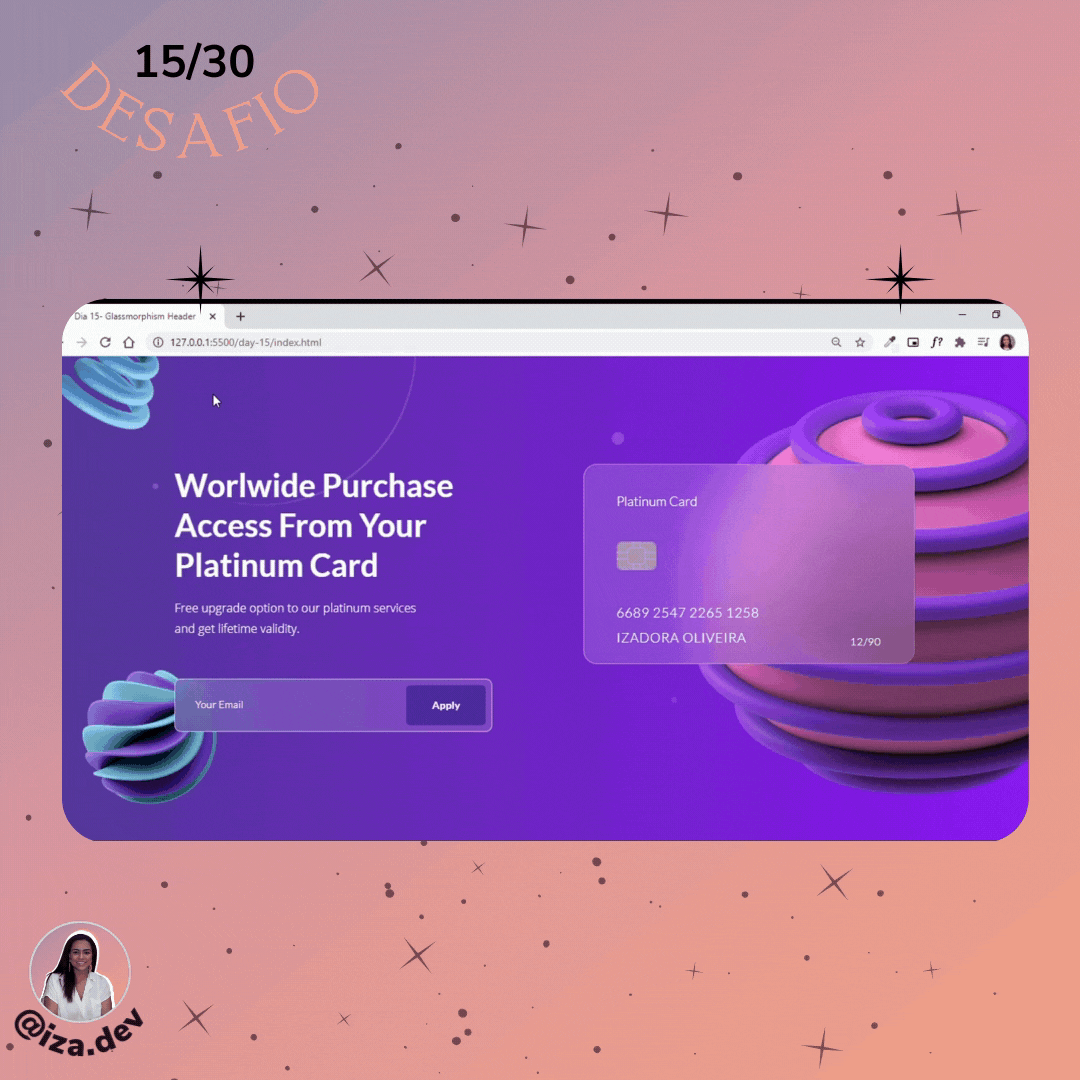 15/30
DESAFIO
Dia 15- Glassmorphism Header
127.0.0.1:5500/day-15/index.html
f?
Worlwide Purchase
Access From Your
Platinum Card
Free upgrade option to our platinum services
and get lifetime validity.
Your Email
Apply
Platinum Card
6689 2547 2265 1258
IZADORA OLIVEIRA
12/90
@iza.dev